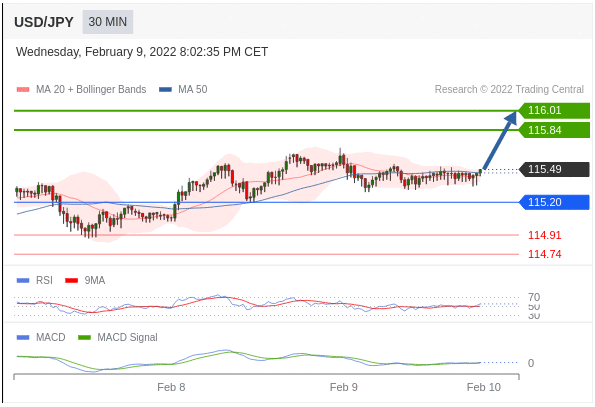 USD/JPY 30 MIN
Wednesday, February 9, 2022 8:02:35 PM CET
MA 20 + Bollinger Bands MA 50 Research © 2022 Trading Central
116.01
115.84
115.49
115.20
114.91
114.74
RSI 9MA
70
50
30
MACD MACD Signal
0
Feb 8 Feb 9 Feb 10